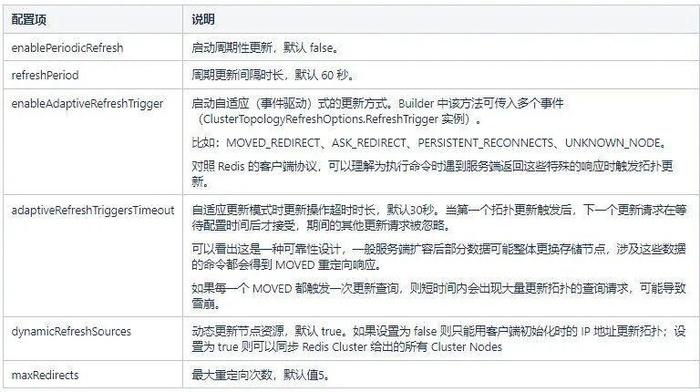 配置项 说明
enablePeriodicRefresh 启动周期性更新，默认 false。
refreshPeriod 周期更新间隔时长，默认 60 秒。
enableAdaptiveRefreshTrigger 启动自适应（事件驱动）式的更新方式。Builder 中该方法可传入多个事件
（ClusterTopologyRefreshOptions.RefreshTrigger 实例）。
比如：MOVED_REDIRECT、ASK_REDIRECT、PERSISTENT_RECONNECTS、UNKNOWN_NODE。
对照 Redis 的客户端协议，可以理解为执行命令时遇到服务端返回这些特殊的响应时触发拓扑更
新。
adaptiveRefreshTriggersTimeout 自适应更新模式时更新操作超时时长，默认30秒。当第一个拓扑更新触发后，下一个更新请求在等
待配置时间后才接受，期间的其他更新请求被忽略。
可以看出这是一种可靠性设计，一般服务端扩容后部分数据可能整体更换存储节点，涉及这些数据
的命令都会得到 MOVED 重定向响应。
如果每一个 MOVED 都触发一次更新查询，则短时间内会出现大量更新拓扑的查询请求，可能导致
雪崩。
dynamicRefreshSources 动态更新节点资源，默认 true。如果设置为 false 则只能用客户端初始化时的 IP 地址更新拓扑；设
置为 true 则可以同步 Redis Cluster 给出的所有 Cluster Nodes
maxRedirects 最大重定向次数，默认值5。